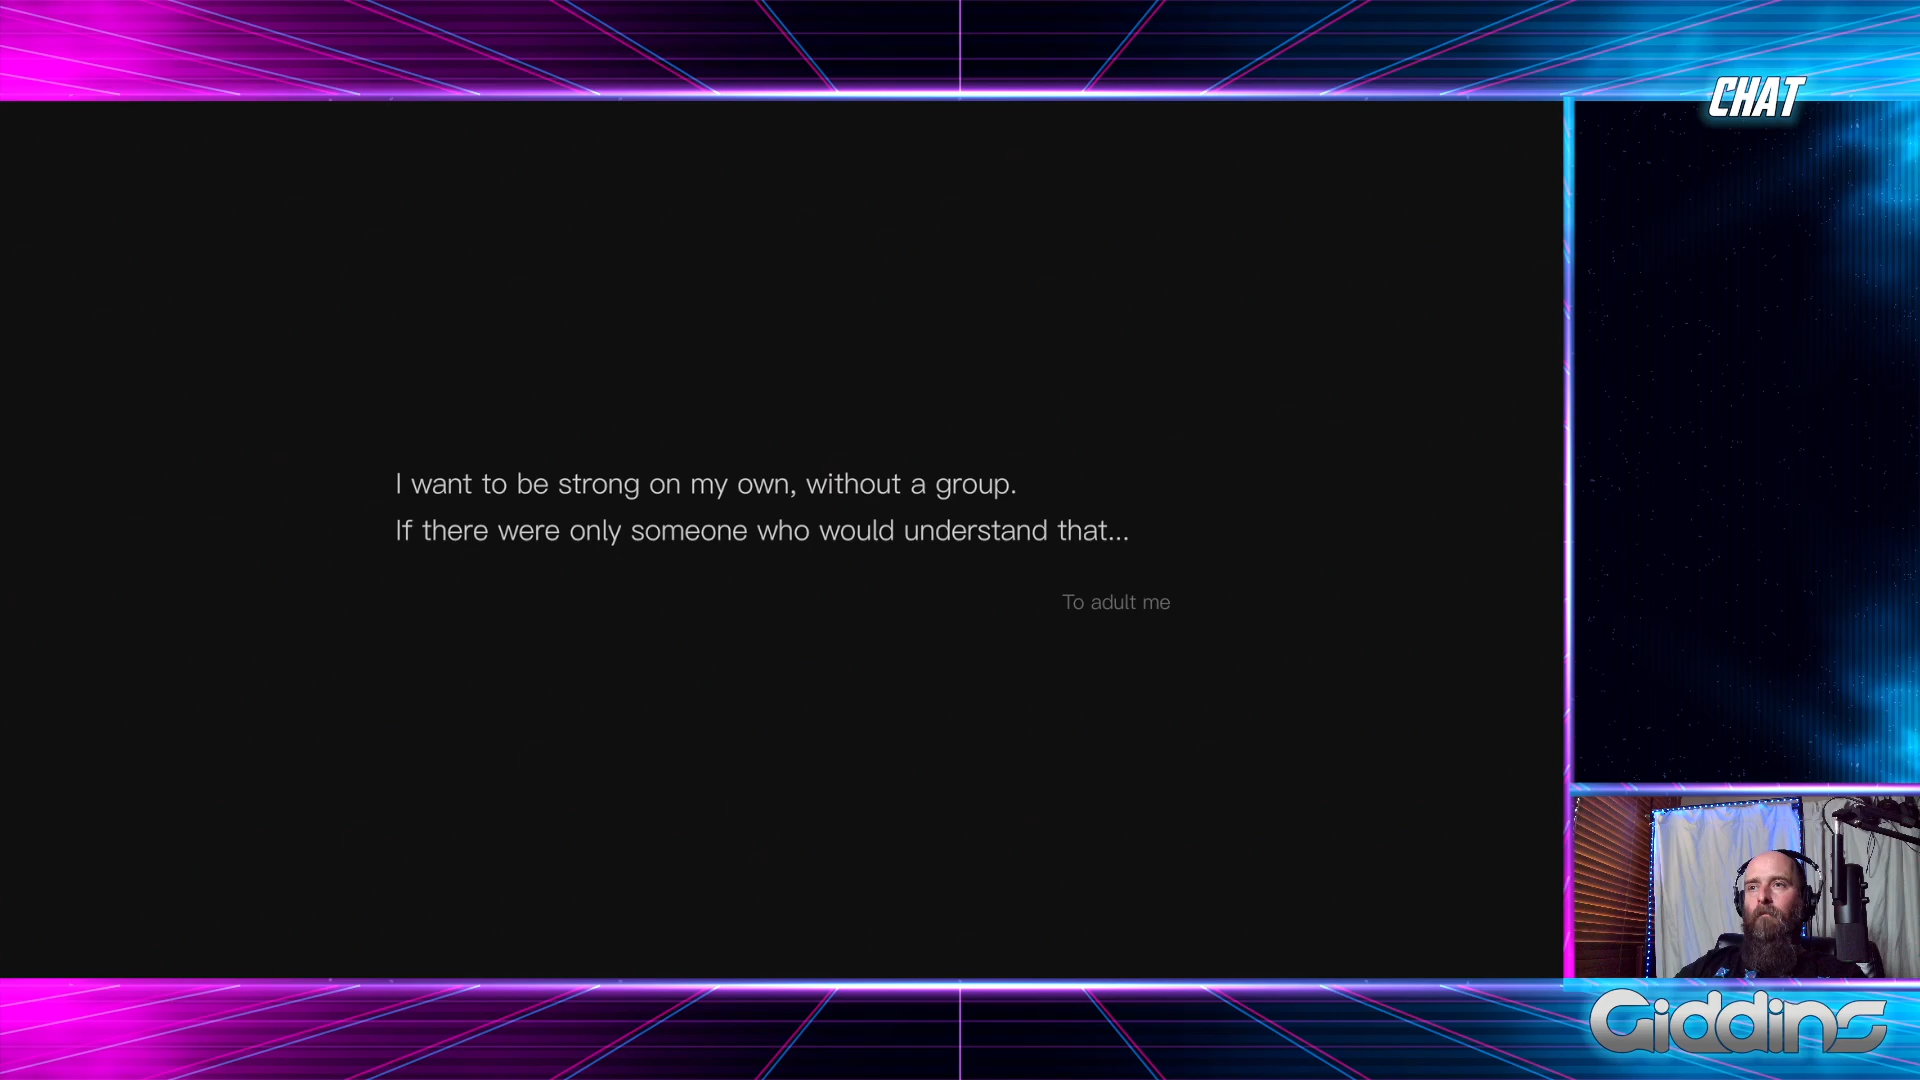 CHAT
I want to be strong on my own, without a group.
If there were only someone who would understand that...
To adult me
Giddins